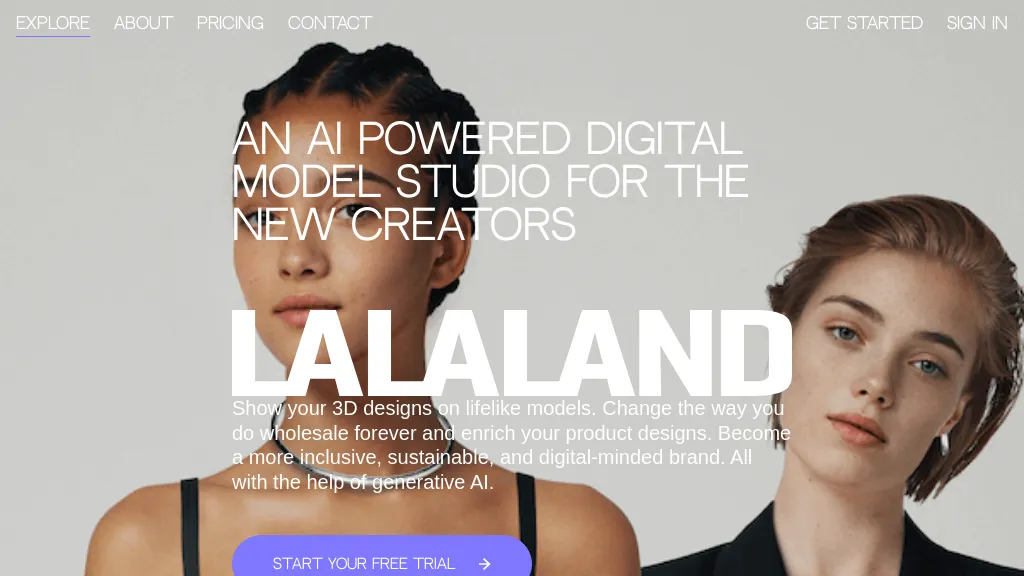 EXPLORE ABOUT PRICING CONTACT GET STARTED SIGN IN
AN AI POWERED DIGITAL
MODEL STUDIO FOR THE
NEW CREATORS
LALALAND
Show your 3D designs on lifelike models. Change the way you
do wholesale forever and enrich your product designs. Become
a more inclusive, sustainable, and digital-minded brand. All
with the help of generative AI.
START YOUR FREE TRIAL →